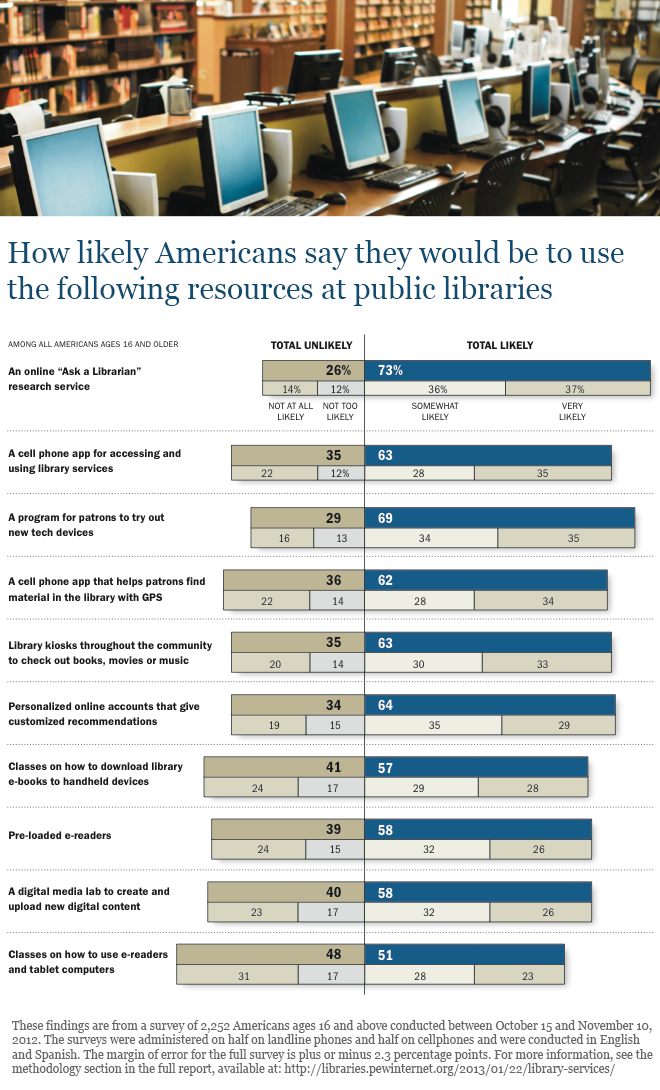 How likely Americans say they would be to use
the following resources at public libraries
AMONG ALL AMERICANS AGES 16 AND OLDER
TOTAL UNLIKELY
TOTAL LIKELY
An online “Ask a Librarian”
research service
26%
73%
14%
12%
36%
37%
NOT AT ALL
LIKELY
NOT TOO
LIKELY
SOMEWHAT
LIKELY
VERY
LIKELY
A cell phone app for accessing and
using library services
35
63
22
12%
28
35
A program for patrons to try out
new tech devices
29
69
16
13
34
35
A cell phone app that helps patrons find
material in the library with GPS
36
62
22
14
28
34
Library kiosks throughout the community
to check out books, movies or music
35
63
20
14
30
33
Personalized online accounts that give
customized recommendations
34
64
19
15
35
29
Classes on how to download library
e-books to handheld devices
41
57
24
17
29
28
Pre-loaded e-readers
39
58
24
15
32
26
A digital media lab to create and
upload new digital content
40
58
23
17
32
26
Classes on how to use e-readers
and tablet computers
48
51
31
17
28
23
These findings are from a survey of 2,252 Americans ages 16 and above conducted between October 15 and November 10,
2012. The surveys were administered on half on landline phones and half on cellphones and were conducted in English
and Spanish. The margin of error for the full survey is plus or minus 2.3 percentage points. For more information, see the
methodology section in the full report, available at: http://libraries.pewinternet.org/2013/01/22/library-services/